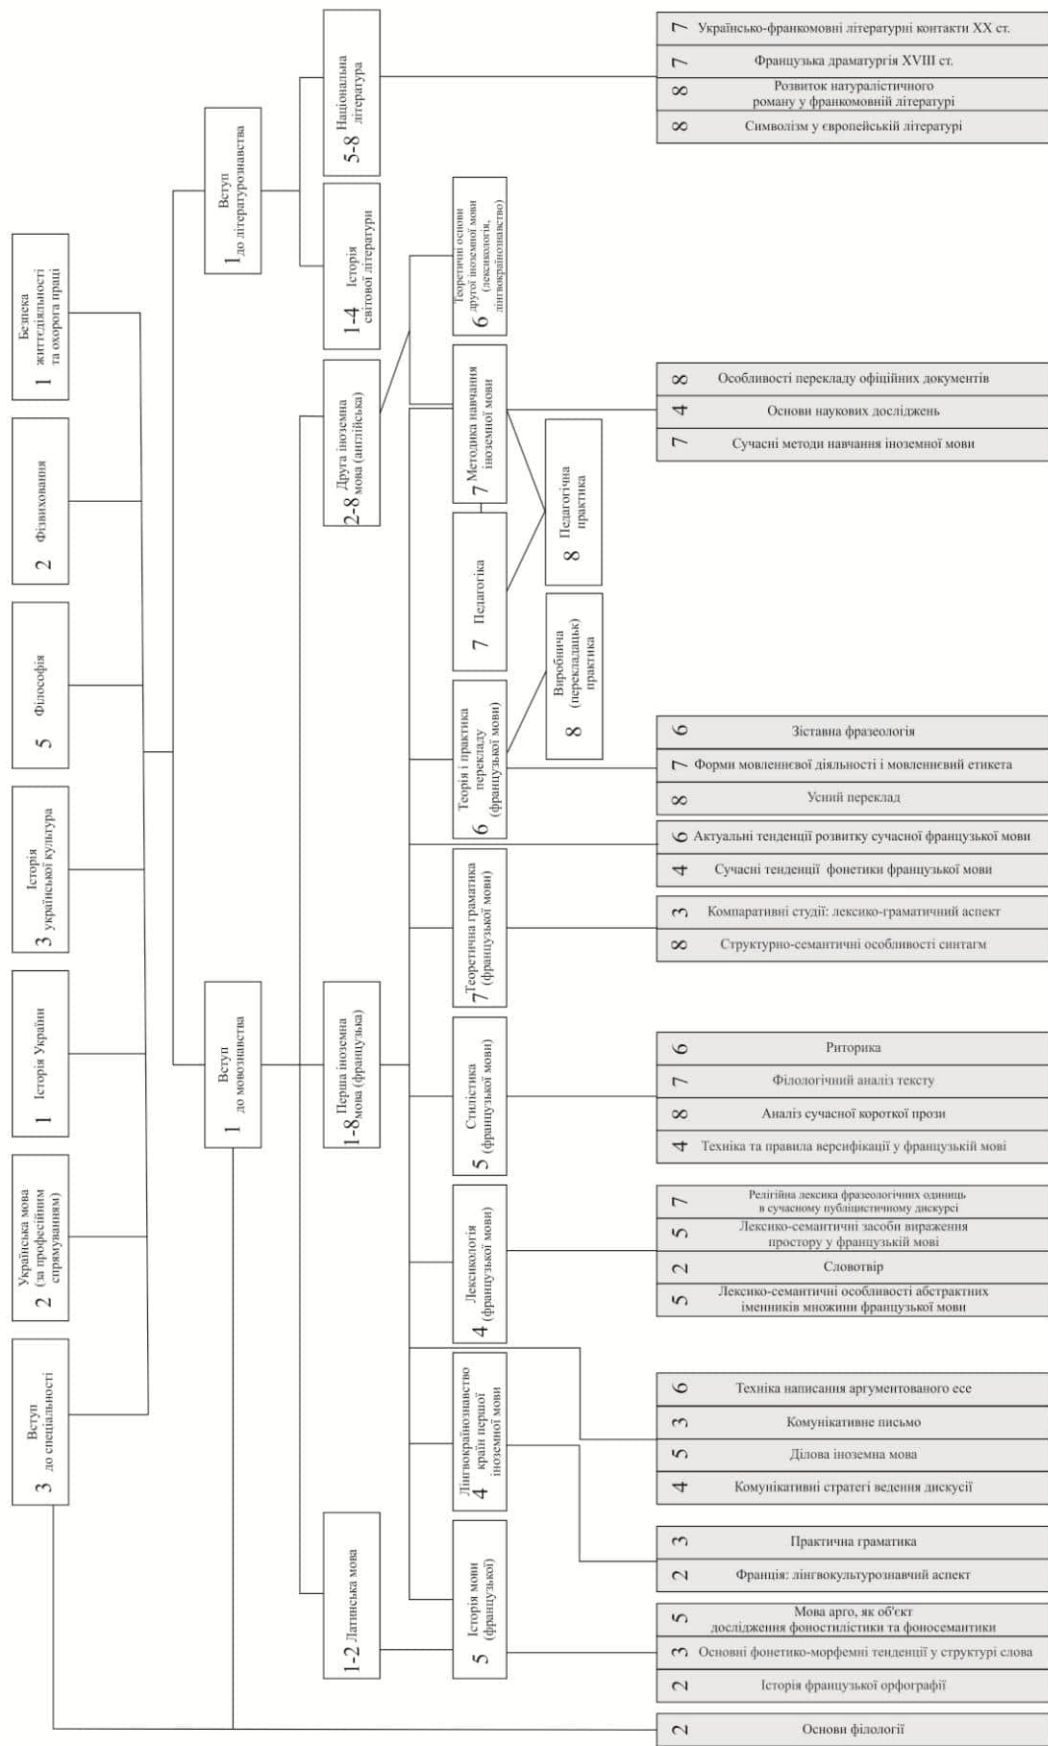 3 Вступ
до спеціальності
2 Українська мова
(за професійним
спрямуванням)
1 Історія України
3 Історія
української культура
5 Філософія
2 Фізвиховання
1 Безпека
життєдіяльності
та охорога праці
1 Вступ
до мовознавства
1 Вступ
до літературознавства
1-2 Латинська мова
1-8 Перша іноземна
мова (французька)
2-8 Друга іноземна
мова (англійська)
1-4 Історія
світової літератури
5-8 Національна
література
5 Історія мови
(французької)
4 Лінгвокраїнознавство
країн першої
іноземної мови
4 Лексикологія
(французької мови)
5 Стилістика
(французької мови)
7 Теоретична граматика
(французької мови)
6 Теорія і практика
перекладу
(французької мови)
7 Педагогіка
7 Методика навчання
іноземної мови
6 Теоретичні основи
другої іноземної мови
(лексикологія,
лінгвокраїнознавство)
8 Виробнича
(перекладацьк)
практика
8 Педагогічна
практика
2 Основи філології
2 Історія французької орфографії
3 Основні фонетико-морфемні тенденції у структурі слова
5 Мова арго, як об'єкт
дослідження фоностилістики та фоносемантики
2 Франція: лінгвокультурознавчий аспект
3 Практична граматика
4 Комунікативні стратегі ведення дискусії
5 Ділова іноземна мова
3 Комунікативне письмо
6 Техніка написання аргументованого есе
5 Лексико-семантичні особливості абстрактних
іменників множини французької мови
2 Словотвір
5 Лексико-семантичні засоби вираження
простору у французькій мові
7 Релігійна лексика фразеологічних одиниць
в сучасному публіцистичному дискурсі
4 Техніка та правила версифікації у французькій мові
8 Аналіз сучасної короткої прози
7 Філологічний аналіз тексту
6 Риторика
8 Структурно-семантичні особливості синтагм
3 Компаративні студії: лексико-граматичний аспект
4 Сучасні тенденції фонетики французької мови
6 Актуальні тенденції розвитку сучасної французької мови
8 Усний переклад
7 Форми мовленнєвої діяльності і мовленнєвий етикета
6 Зіставна фразеологія
7 Сучасні методи навчання іноземної мови
4 Основи наукових досліджень
8 Особливості перекладу офіційних документів
8 Символізм у європейській літературі
8 Розвиток натуралістичного
роману у франкомовній літературі
7 Французька драматургія XVIII ст.
7 Українсько-франкомовні літературні контакти XX ст.